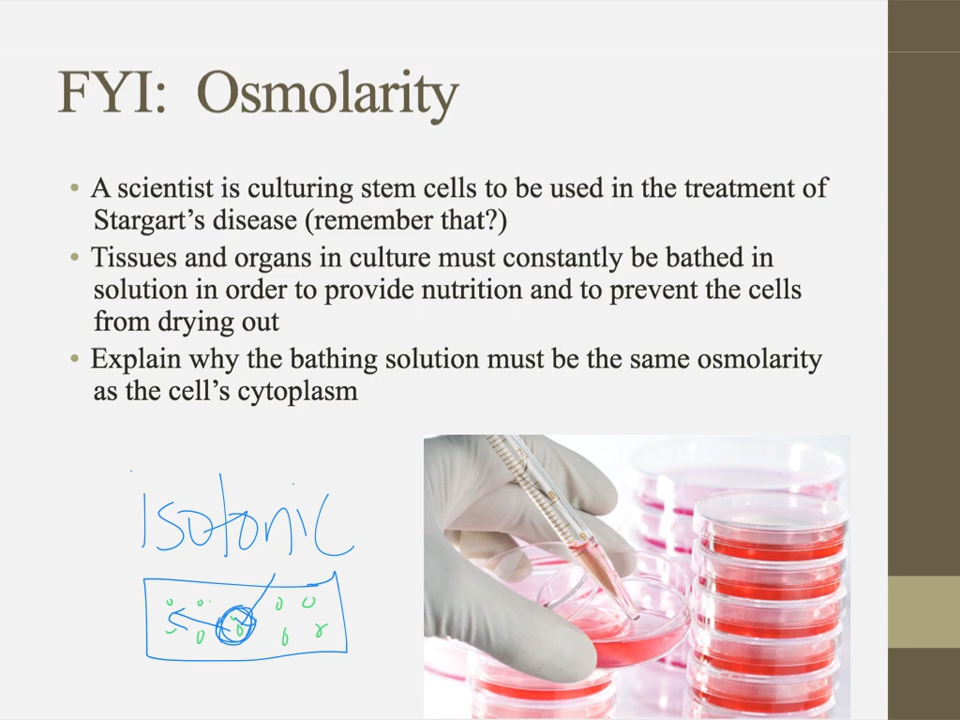 FYI: Osmolarity
• A scientist is culturing stem cells to be used in the treatment of
Stargart's disease (remember that?)
• Tissues and organs in culture must constantly be bathed in
solution in order to provide nutrition and to prevent the cells
from drying out
• Explain why the bathing solution must be the same osmolarity
as the cell's cytoplasm
Isotonic